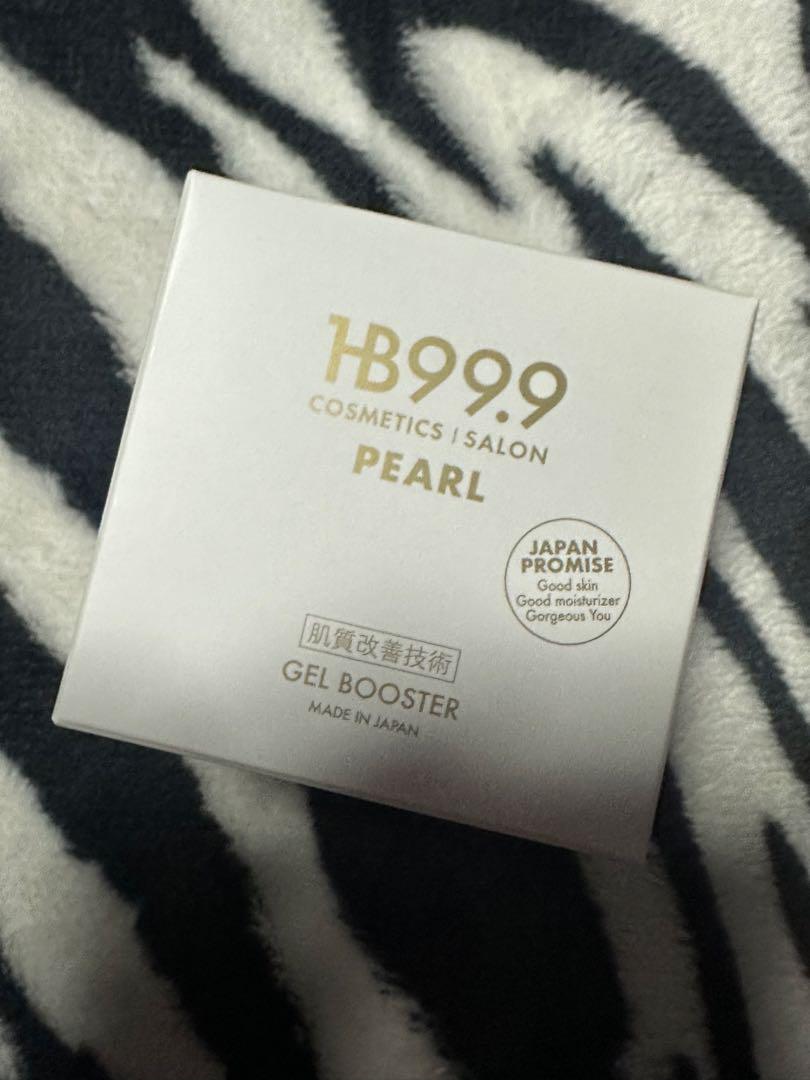 HB99.9
COSMETICS | SALON
PEARL
JAPAN
PROMISE
Good skin
Good moisturizer
Gorgeous You
肌質改善技術
GEL BOOSTER
MADE IN JAPAN